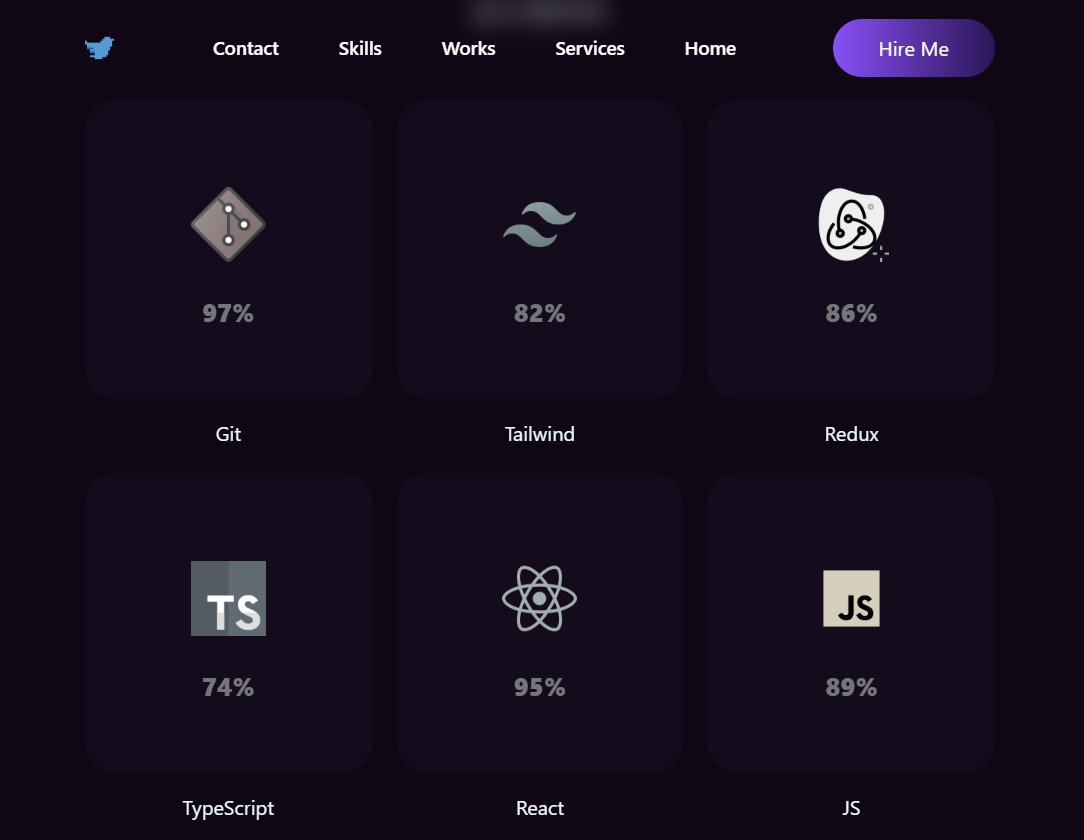 Contact Skills Works Services Home Hire Me
97% 82% 86%
Git Tailwind Redux
TS JS
74% 95% 89%
TypeScript React JS